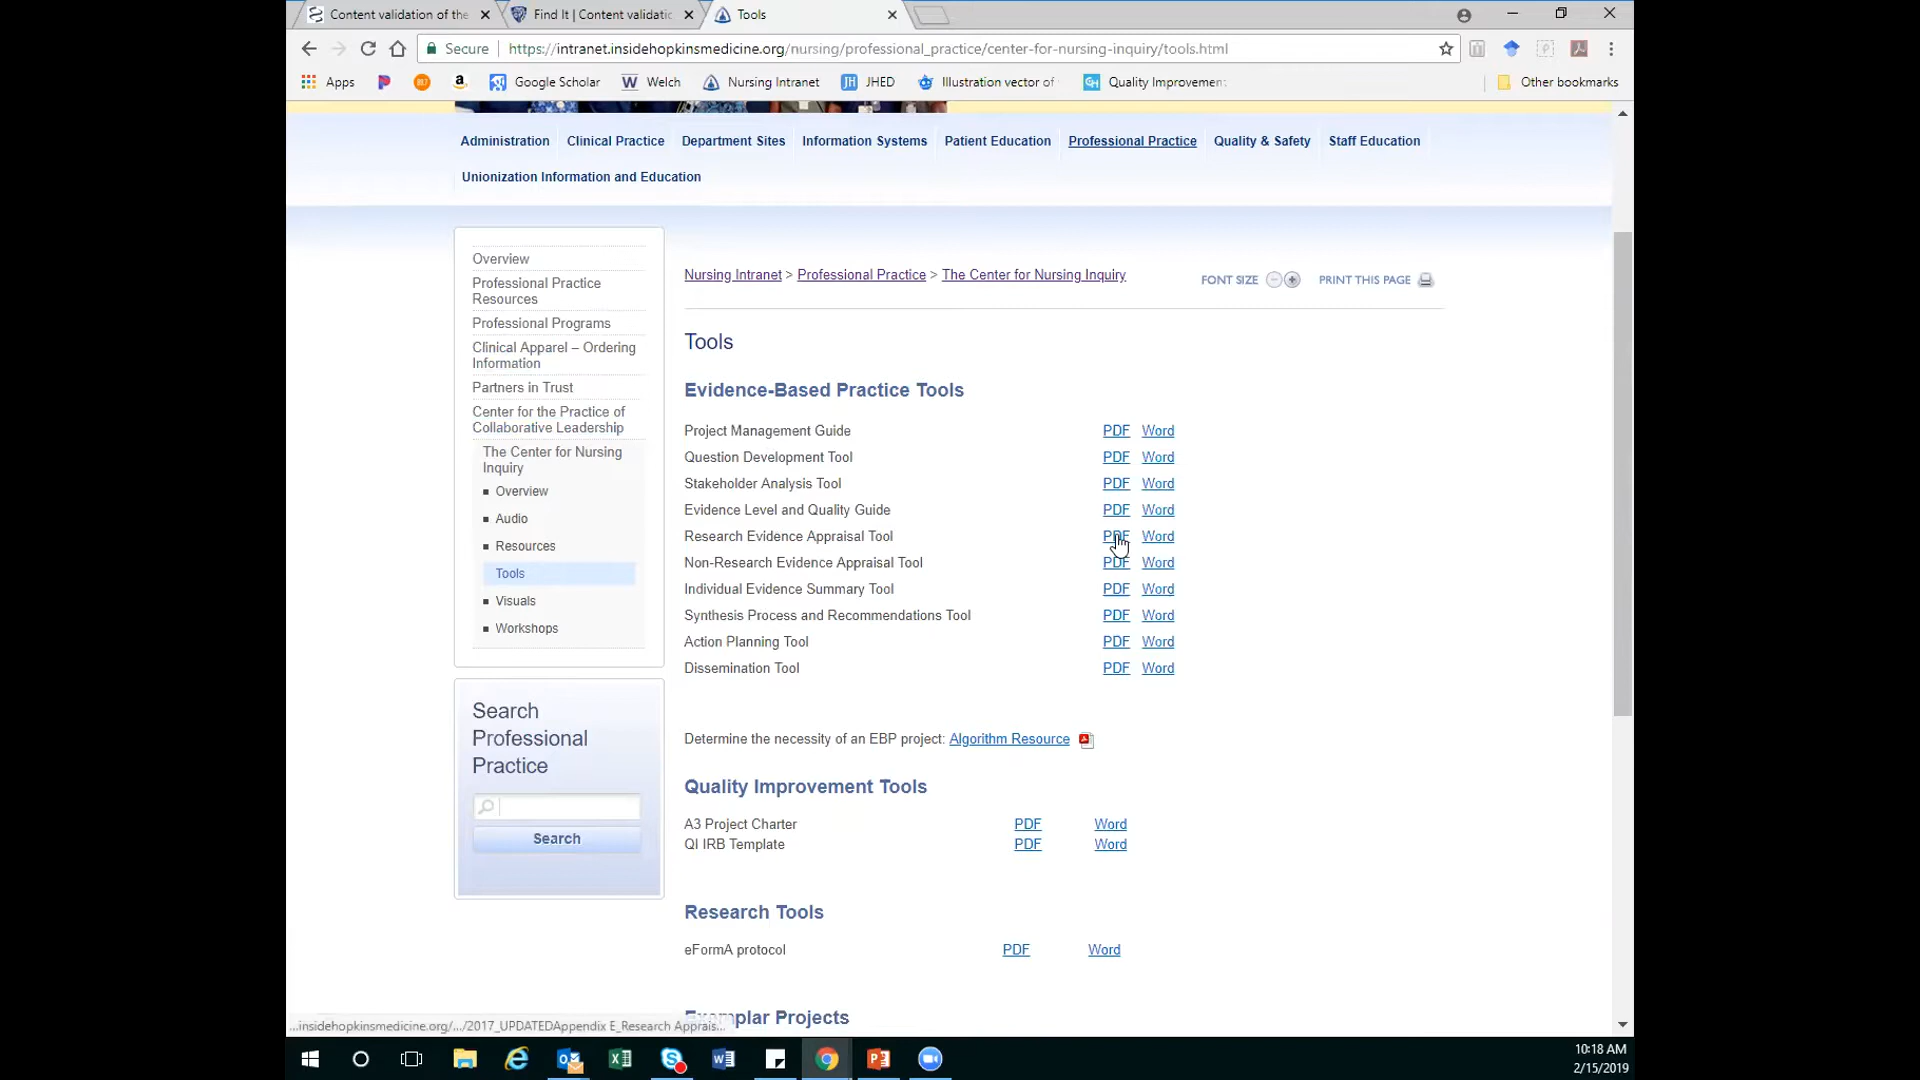 Content validation of the
Find It | Content validatic
Tools
Secure
https://intranet.insidehopkinsmedicine.org/nursing/professional_practice/center-for-nursing-inquiry/tools.html
Apps
Google Scholar
W Welch
Nursing Intranet
JH JHED
Illustration vector of
Quality Improvement
Other bookmarks
Administration Clinical Practice Department Sites Information Systems Patient Education Professional Practice Quality & Safety Staff Education
Unionization Information and Education
Overview
Professional Practice
Resources
Professional Programs
Clinical Apparel – Ordering
Information
Partners in Trust
Center for the Practice of
Collaborative Leadership
The Center for Nursing
Inquiry
Overview
Audio
Resources
Tools
Visuals
Workshops
Search
Professional
Practice
Search
Nursing Intranet > Professional Practice > The Center for Nursing Inquiry
FONT SIZE
PRINT THIS PAGE
Tools
Evidence-Based Practice Tools
Project Management Guide PDF Word
Question Development Tool PDF Word
Stakeholder Analysis Tool PDF Word
Evidence Level and Quality Guide PDF Word
Research Evidence Appraisal Tool PDF Word
Non-Research Evidence Appraisal Tool PDF Word
Individual Evidence Summary Tool PDF Word
Synthesis Process and Recommendations Tool PDF Word
Action Planning Tool PDF Word
Dissemination Tool PDF Word
Determine the necessity of an EBP project: Algorithm Resource
Quality Improvement Tools
A3 Project Charter PDF Word
QI IRB Template PDF Word
Research Tools
eFormA protocol PDF Word
Exemplar Projects
...insidehopkinsmedicine.org/.../2017_UPDATEDAppendix E_Research Apprais...
10:18 AM
2/15/2019